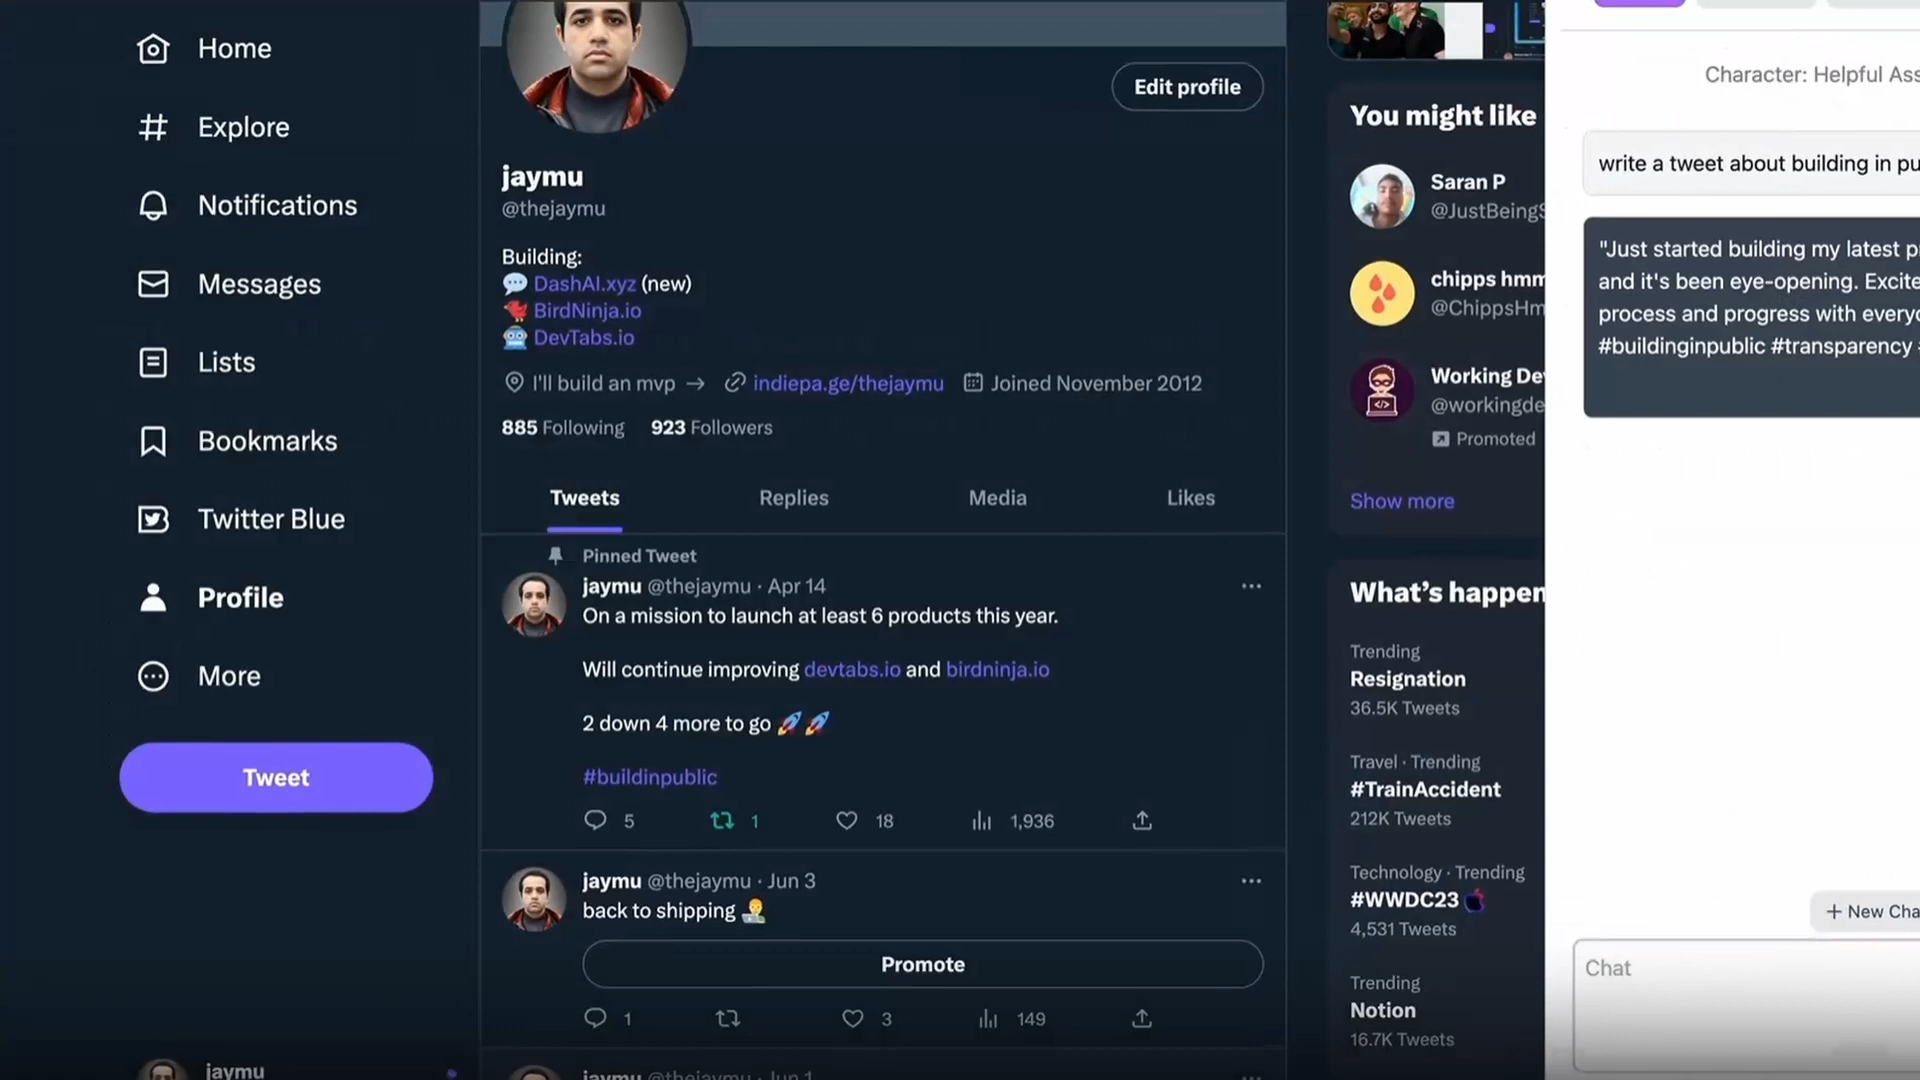 Home
Explore
Notifications
Messages
Lists
Bookmarks
Twitter Blue
Profile
More
Tweet
jaymu
Edit profile
jaymu
@thejaymu
Building:
💬 DashAI.xyz (new)
🐦 BirdNinja.io
🤖 DevTabs.io
I'll build an mvp → indiepa.ge/thejaymu Joined November 2012
885 Following 923 Followers
Tweets Replies Media Likes
Pinned Tweet
jaymu @thejaymu · Apr 14
On a mission to launch at least 6 products this year.
Will continue improving devtabs.io and birdninja.io
2 down 4 more to go 🚀🚀
#buildinpublic
5 1 18 1,936
jaymu @thejaymu · Jun 3
back to shipping 👨‍💻
Promote
1 3 149
jaymu @thejaymu · Jun 1
You might like
Saran P
@JustBeingS
chipps hmm
@ChippsHm
Working De
@workingde
Promoted
Show more
What's happen
Trending
Resignation
36.5K Tweets
Travel · Trending
#TrainAccident
212K Tweets
Technology · Trending
#WWDC23
4,531 Tweets
Trending
Notion
16.7K Tweets
Character: Helpful Ass
write a tweet about building in pu
"Just started building my latest p
and it's been eye-opening. Excite
process and progress with everyo
#buildinginpublic #transparency
+ New Cha
Chat